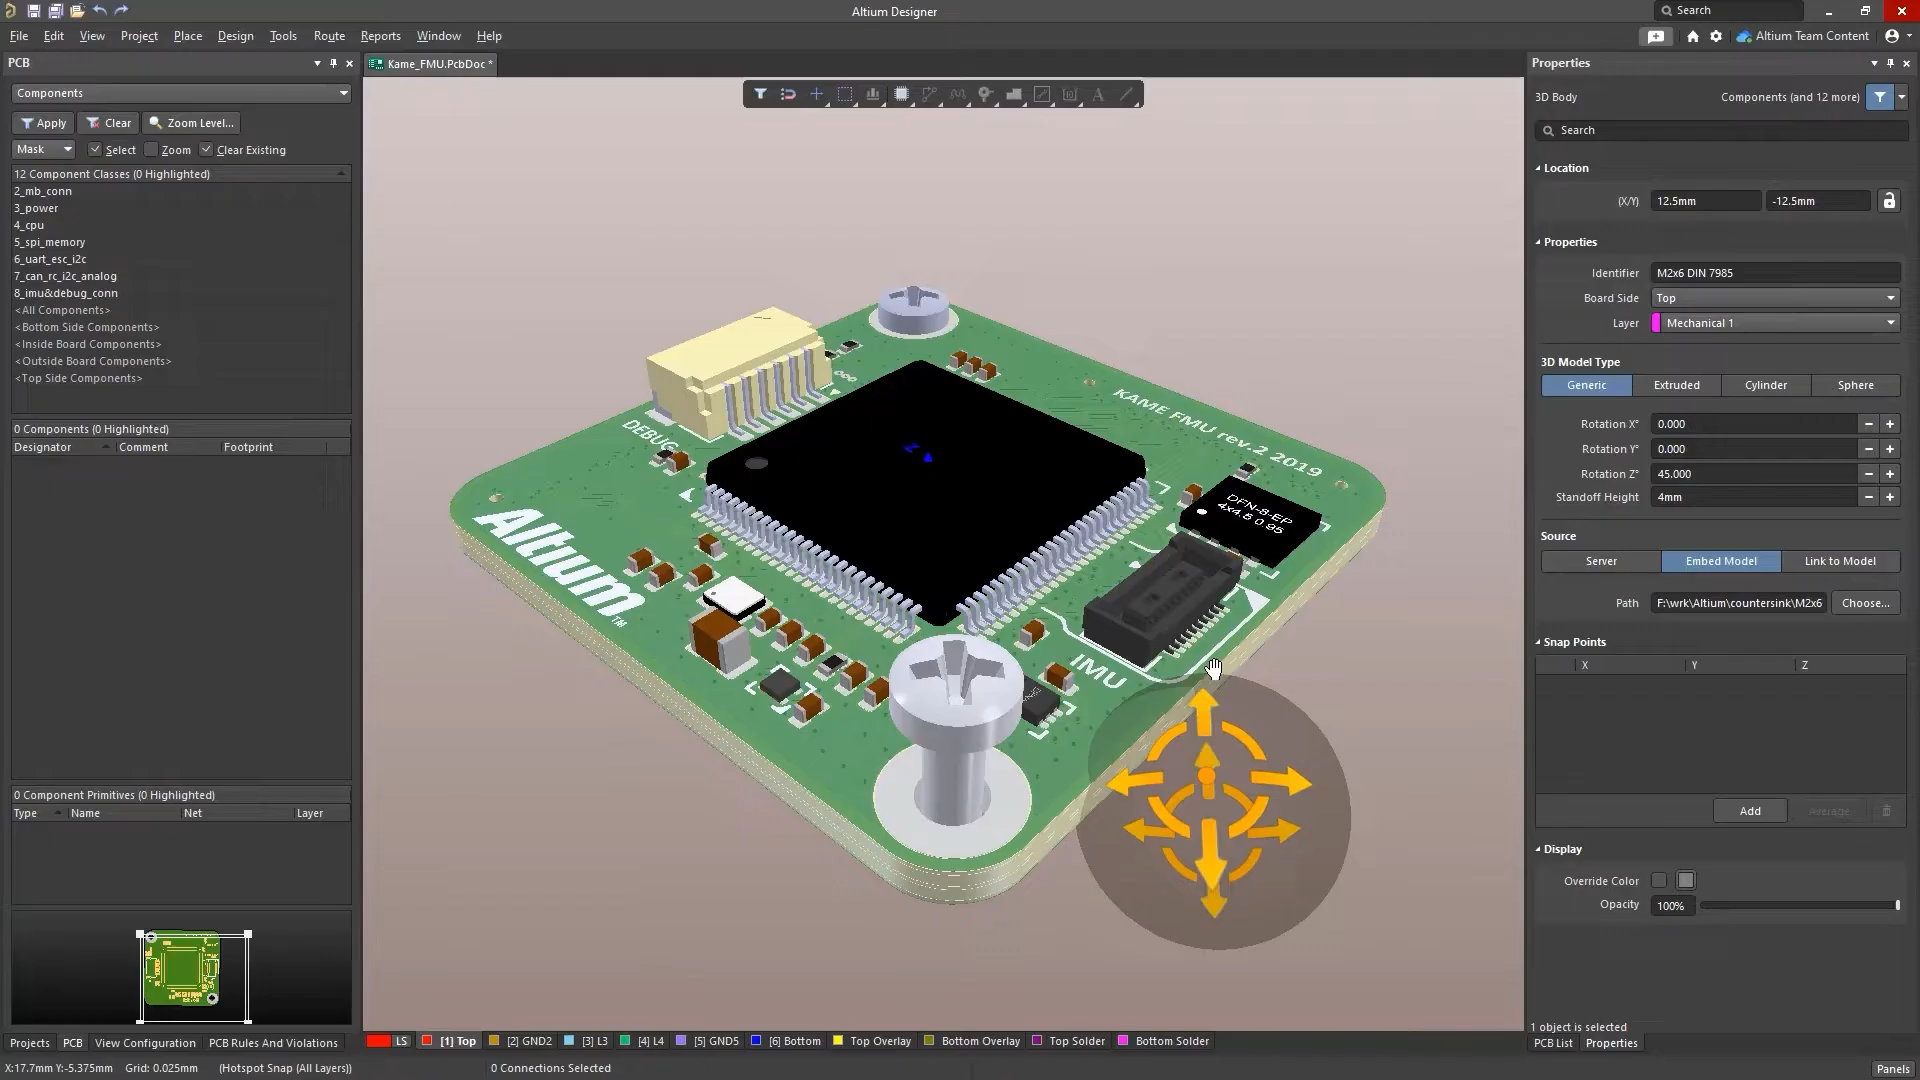 Altium Designer
Search
File Edit View Project Place Design Tools Route Reports Window Help
Altium Team Content
PCB
Kame_FMU.PcbDoc *
Properties
Components
3D Body Components (and 12 more)
Apply Clear Zoom Level...
Search
Mask Select Zoom Clear Existing
12 Component Classes (0 Highlighted)
2_mb_conn
3_power
4_cpu
5_spi_memory
6_uart_esc_i2c
7_can_rc_i2c_analog
8_imu&debug_conn
<All Components>
<Bottom Side Components>
<Inside Board Components>
<Outside Board Components>
<Top Side Components>
0 Components (0 Highlighted)
Designator Comment Footprint
0 Component Primitives (0 Highlighted)
Type Name Net Layer
Projects PCB View Configuration PCB Rules And Violations
DEBUG
KAME FMU rev.2 2019
DFN-8-EP
4x4.5 0.95
Altium™
IMU
Location
(X/Y) 12.5mm -12.5mm
Properties
Identifier M2x6 DIN 7985
Board Side Top
Layer Mechanical 1
3D Model Type
Generic Extruded Cylinder Sphere
Rotation X° 0.000
Rotation Y° 0.000
Rotation Z° 45.000
Standoff Height 4mm
Source
Server Embed Model Link to Model
Path F:\wrk\Altium\countersink\M2x6 Choose...
Snap Points
X Y Z
Add Average
Display
Override Color
Opacity 100%
1 object is selected
PCB List Properties
LS [1] Top [2] GND2 [3] L3 [4] L4 [5] GND5 [6] Bottom Top Overlay Bottom Overlay Top Solder Bottom Solder
X:17.7mm Y:-5.375mm Grid: 0.025mm (Hotspot Snap (All Layers)) 0 Connections Selected
Panels